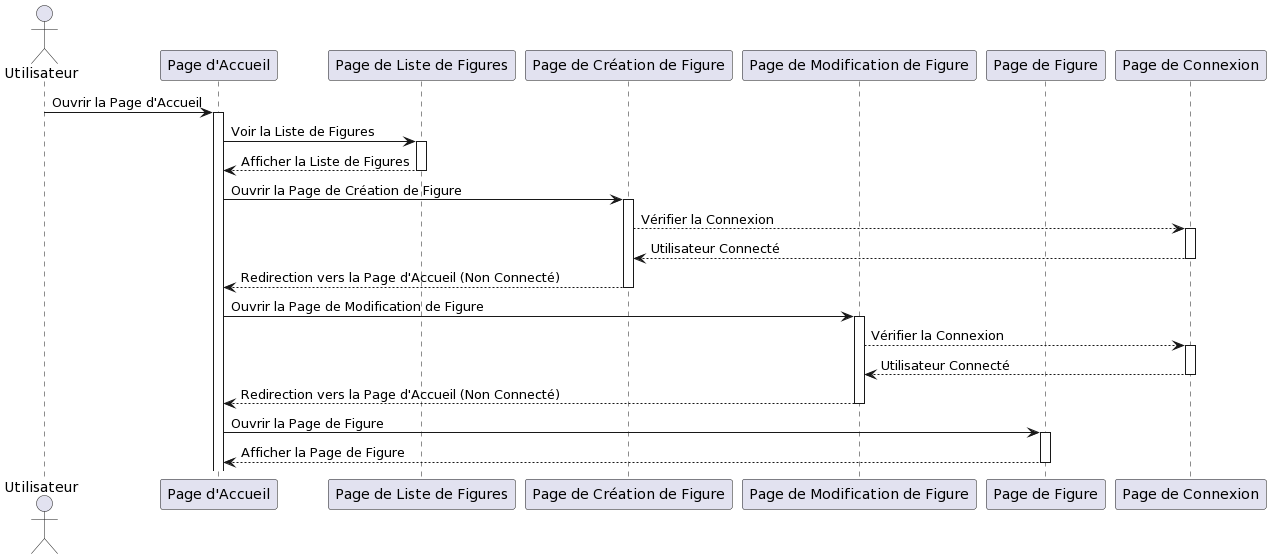 Utilisateur
Page d'Accueil
Page de Liste de Figures
Page de Création de Figure
Page de Modification de Figure
Page de Figure
Page de Connexion
Ouvrir la Page d'Accueil
Voir la Liste de Figures
Afficher la Liste de Figures
Ouvrir la Page de Création de Figure
Vérifier la Connexion
Utilisateur Connecté
Redirection vers la Page d'Accueil (Non Connecté)
Ouvrir la Page de Modification de Figure
Vérifier la Connexion
Utilisateur Connecté
Redirection vers la Page d'Accueil (Non Connecté)
Ouvrir la Page de Figure
Afficher la Page de Figure
Utilisateur
Page d'Accueil
Page de Liste de Figures
Page de Création de Figure
Page de Modification de Figure
Page de Figure
Page de Connexion